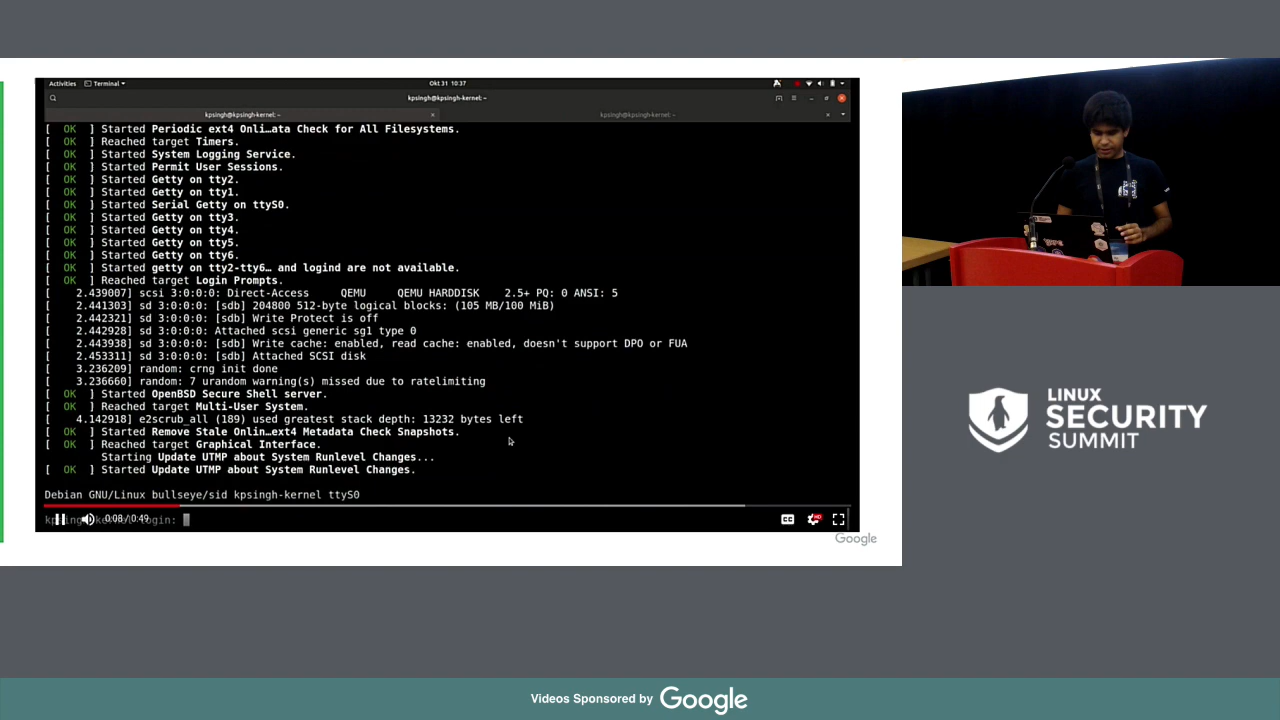 Activities Terminal Okt 31 10:37
kpsingh@kpsingh-kernel: ~
kpsingh@kpsingh-kernel: ~ kpsingh@kpsingh-kernel: ~
[ OK ] Started Periodic ext4 Onli…ata Check for All Filesystems.
[ OK ] Reached target Timers.
[ OK ] Started System Logging Service.
[ OK ] Started Permit User Sessions.
[ OK ] Started Getty on tty2.
[ OK ] Started Getty on tty1.
[ OK ] Started Serial Getty on ttyS0.
[ OK ] Started Getty on tty3.
[ OK ] Started Getty on tty4.
[ OK ] Started Getty on tty5.
[ OK ] Started Getty on tty6.
[ OK ] Started getty on tty2-tty6… and logind are not available.
[ OK ] Reached target Login Prompts.
[ 2.439007] scsi 3:0:0:0: Direct-Access QEMU QEMU HARDDISK 2.5+ PQ: 0 ANSI: 5
[ 2.441303] sd 3:0:0:0: [sdb] 204800 512-byte logical blocks: (105 MB/100 MiB)
[ 2.442321] sd 3:0:0:0: [sdb] Write Protect is off
[ 2.442928] sd 3:0:0:0: Attached scsi generic sg1 type 0
[ 2.443938] sd 3:0:0:0: [sdb] Write cache: enabled, read cache: enabled, doesn't support DPO or FUA
[ 2.453311] sd 3:0:0:0: [sdb] Attached SCSI disk
[ 3.236209] random: crng init done
[ 3.236660] random: 7 urandom warning(s) missed due to ratelimiting
[ OK ] Started OpenBSD Secure Shell server.
[ OK ] Reached target Multi-User System.
[ 4.142918] e2scrub_all (189) used greatest stack depth: 13232 bytes left
[ OK ] Started Remove Stale Onlin…ext4 Metadata Check Snapshots.
[ OK ] Reached target Graphical Interface.
Starting Update UTMP about System Runlevel Changes...
[ OK ] Started Update UTMP about System Runlevel Changes.
Debian GNU/Linux bullseye/sid kpsingh-kernel ttyS0
login:
0:08 / 0:49
CC HD
Google
LINUX
SECURITY
SUMMIT
Videos Sponsored by Google